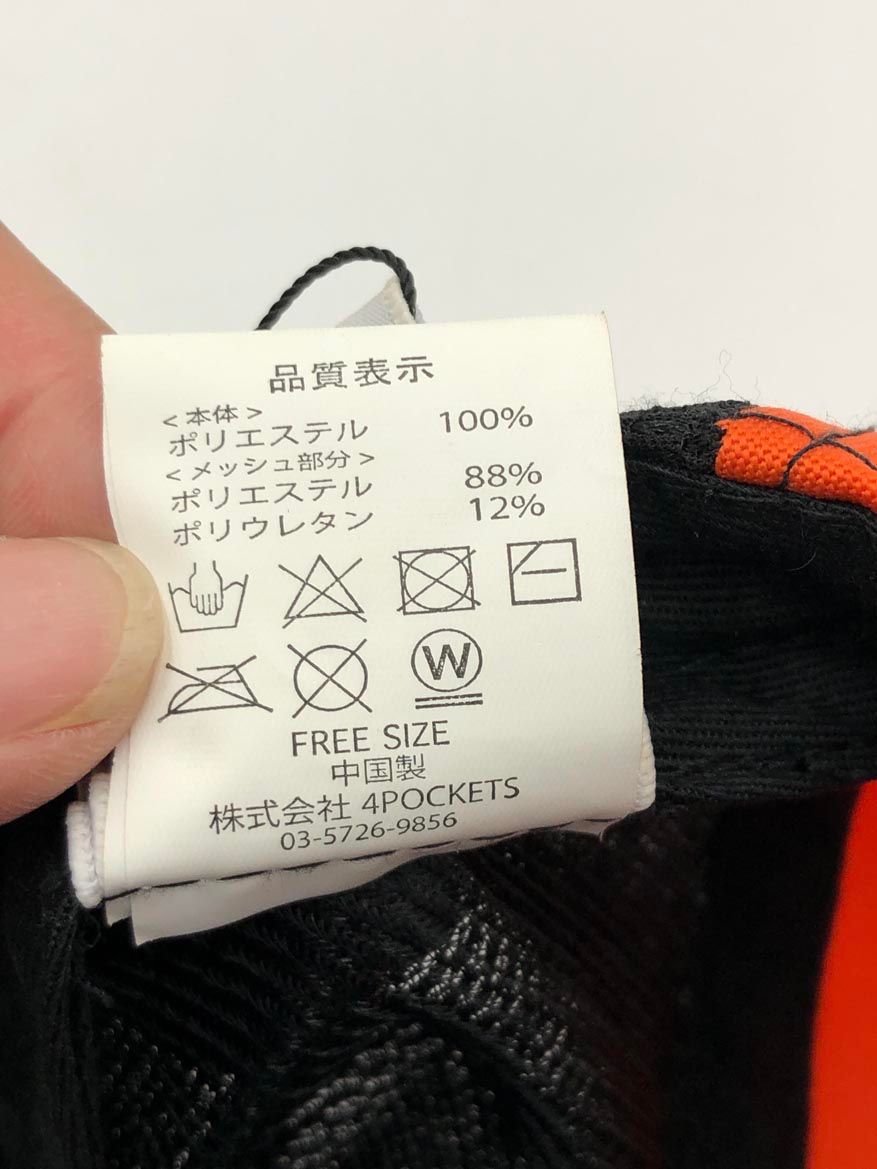 品質表示
<本体>
ポリエステル 100%
<メッシュ部分>
ポリエステル 88%
ポリウレタン 12%
W
FREE SIZE
中国製
株式会社 4POCKETS
03-5726-9856